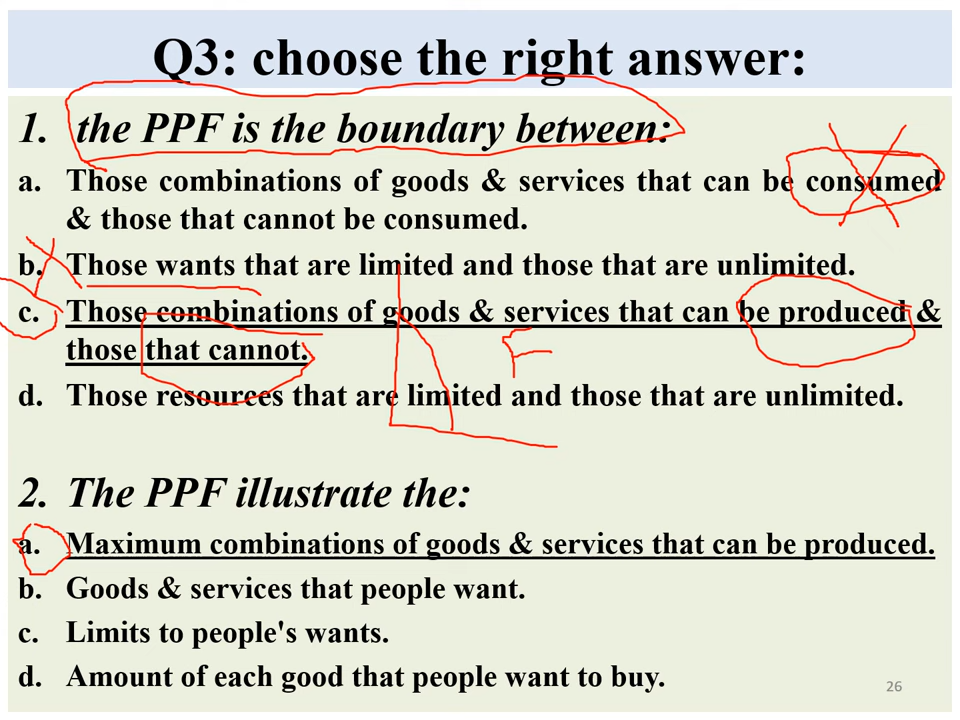 Q3: choose the right answer:
1. the PPF is the boundary between:
a. Those combinations of goods & services that can be consumed
& those that cannot be consumed.
b. Those wants that are limited and those that are unlimited.
c. Those combinations of goods & services that can be produced &
those that cannot.
d. Those resources that are limited and those that are unlimited.
2. The PPF illustrate the:
a. Maximum combinations of goods & services that can be produced.
b. Goods & services that people want.
c. Limits to people's wants.
d. Amount of each good that people want to buy.
26